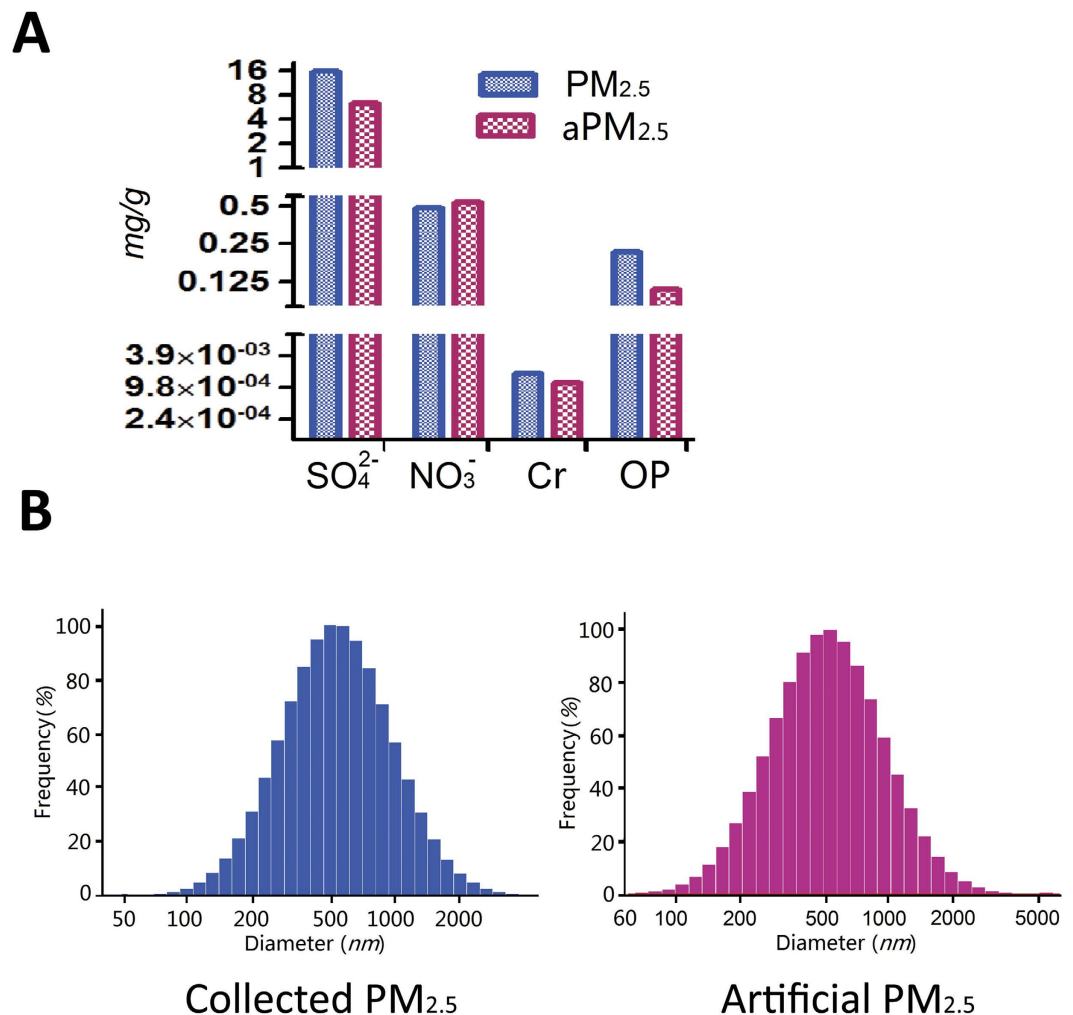 A
16
8
4
2
1
0.5
0.25
0.125
3.9×10⁻⁰³
9.8×10⁻⁰⁴
2.4×10⁻⁰⁴
mg/g
PM₂.₅
aPM₂.₅
SO₄²⁻ NO₃⁻ Cr OP
B
100
80
60
40
20
0
Frequency(%)
50 100 200 500 1000 2000
Diameter (nm)
Collected PM₂.₅
100
80
60
40
20
0
Frequency(%)
60 100 200 500 1000 2000 5000
Diameter (nm)
Artificial PM₂.₅